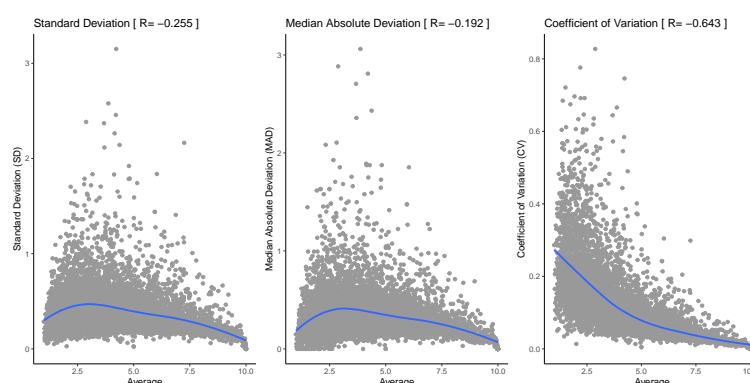 Standard Deviation [ R= −0.255 ]
Standard Deviation (SD)
3
2
1
0
2.5 5.0 7.5 10.0
Average
Median Absolute Deviation [ R= −0.192 ]
Median Absolute Deviation (MAD)
3
2
1
0
2.5 5.0 7.5 10.0
Average
Coefficient of Variation [ R= −0.643 ]
Coefficient of Variation (CV)
0.8
0.6
0.4
0.2
0.0
2.5 5.0 7.5 10.0
Average